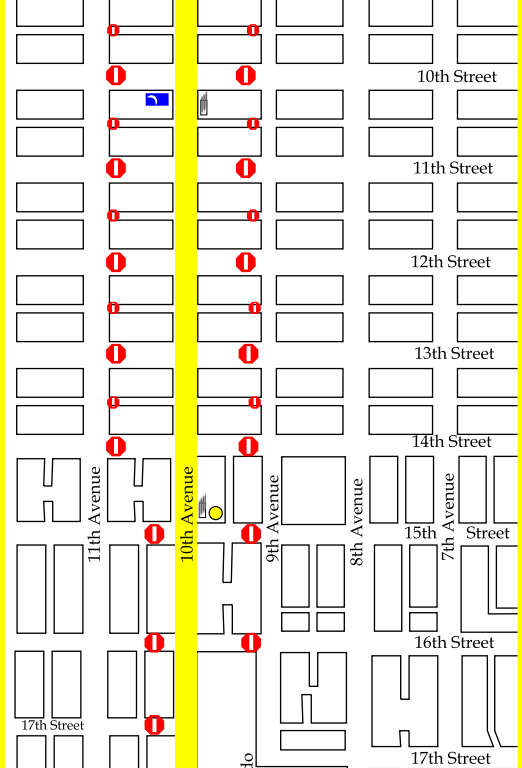 10th Street
11th Street
12th Street
13th Street
14th Street
11th Avenue
10th Avenue
9th Avenue
8th Avenue
7th Avenue
15th Street
16th Street
17th Street
17th Street
do